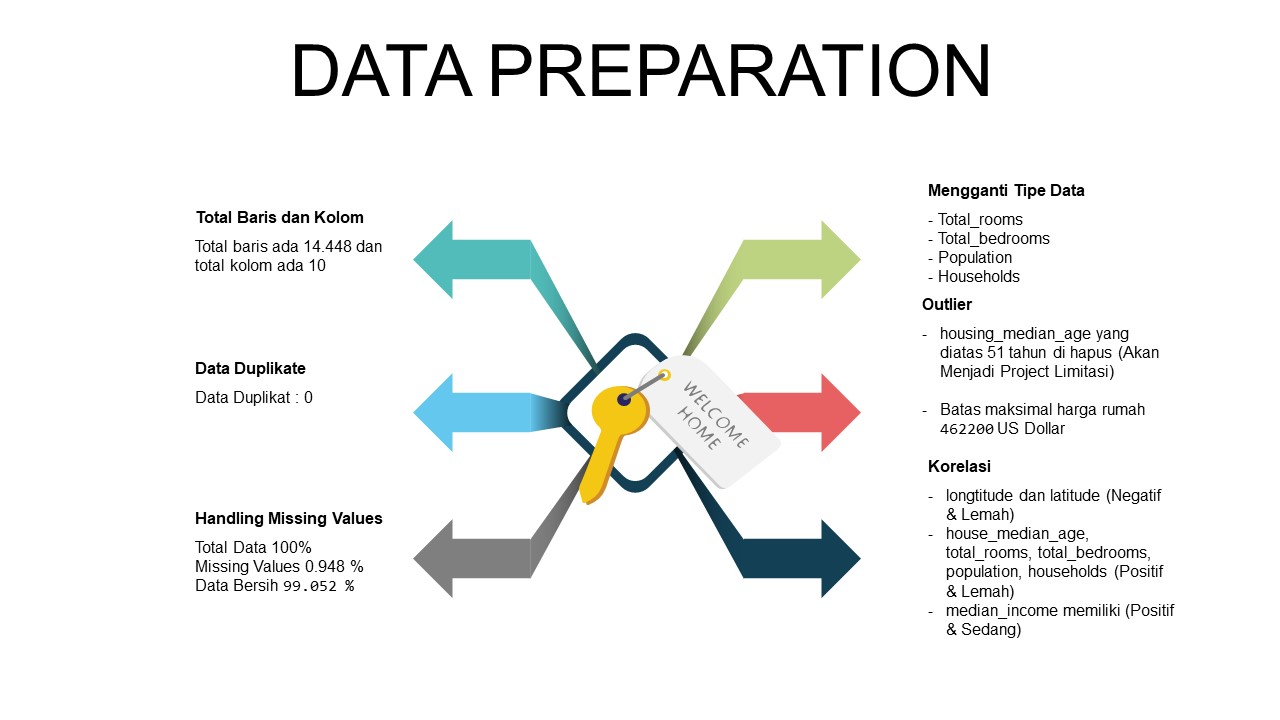 DATA PREPARATION
Total Baris dan Kolom
Total baris ada 14.448 dan
total kolom ada 10
Data Duplikate
Data Duplikat : 0
Handling Missing Values
Total Data 100%
Missing Values 0.948 %
Data Bersih 99.052 %
WELCOME
HOME
Mengganti Tipe Data
- Total_rooms
- Total_bedrooms
- Population
- Households
Outlier
- housing_median_age yang
diatas 51 tahun di hapus (Akan
Menjadi Project Limitasi)
- Batas maksimal harga rumah
462200 US Dollar
Korelasi
- longtitude dan latitude (Negatif
& Lemah)
- house_median_age,
total_rooms, total_bedrooms,
population, households (Positif
& Lemah)
- median_income memiliki (Positif
& Sedang)